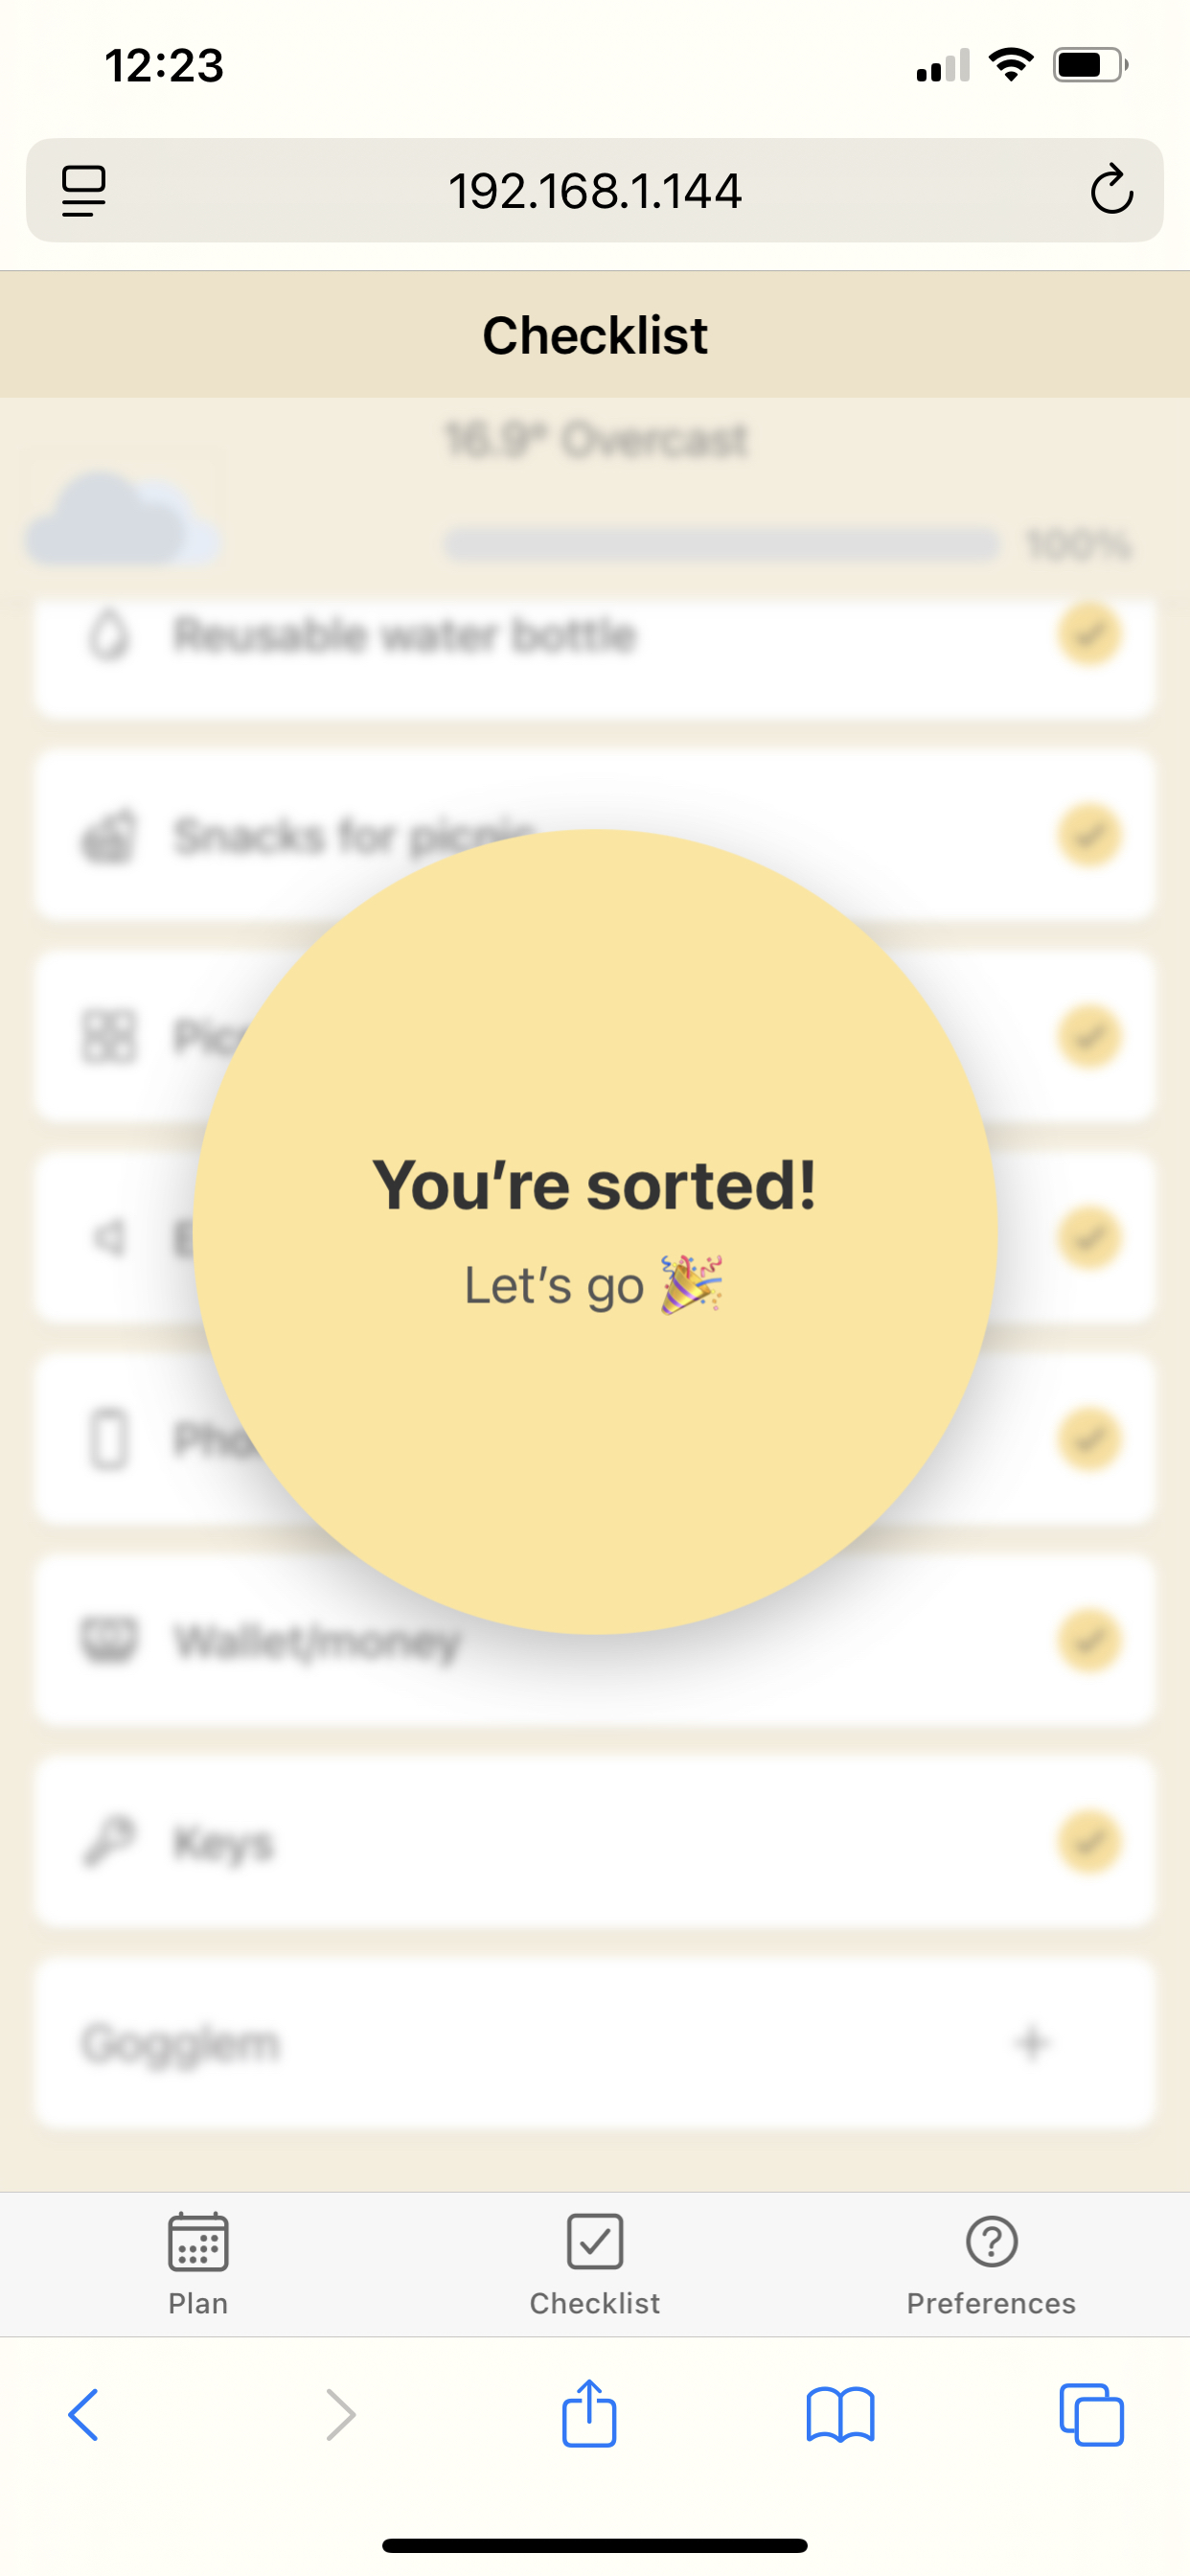 12:23
192.168.1.144
Checklist
16.9° Overcast
100%
Reusable water bottle
Snacks for picnic
You're sorted!
Let's go 🎉
Wallet/money
Keys
Gogglem
Plan
Checklist
Preferences